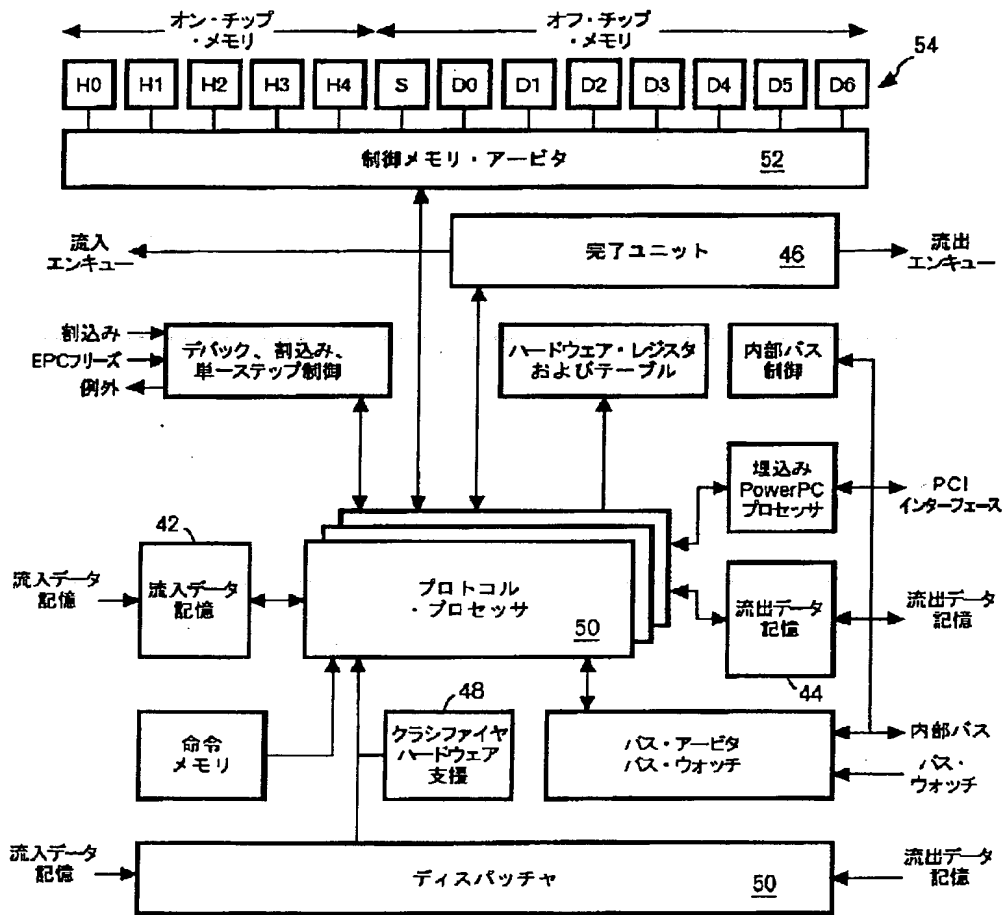 オン・チップ
・メモリ
オフ・チップ
・メモリ
54
H0 H1 H2 H3 H4 S D0 D1 D2 D3 D4 D5 D6
制御メモリ・アービタ 52
流入
エンキュー
完了ユニット 46
流出
エンキュー
割込み
EPCフリーズ
例外
デバック、割込み、
単一ステップ制御
ハードウェア・レジスタ
およびテーブル
内部バス
制御
埋込み
PowerPC
プロセッサ
PCI
インターフェース
42
流入データ
記憶
流入データ
記憶
プロトコル
・プロセッサ
50
流出データ
記憶
流出データ
記憶
44
命令
メモリ
48
クラシファイヤ
ハードウェア
支援
バス・アービタ
バス・ウォッチ
内部バス
バス・
ウォッチ
流入データ
記憶
ディスパッチャ 50
流出データ
記憶